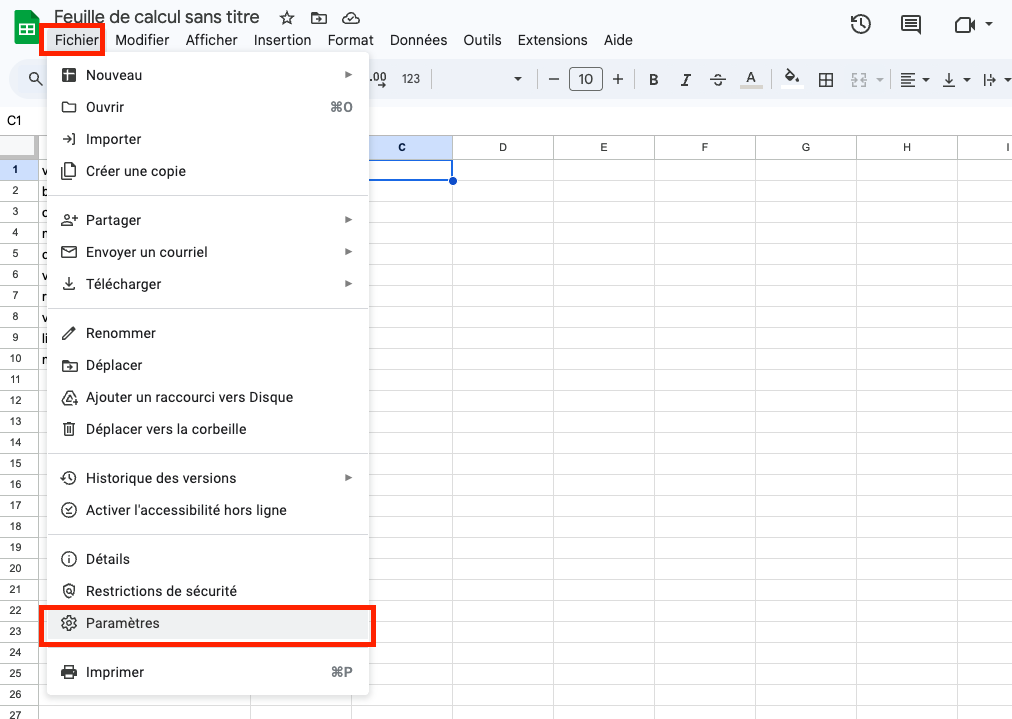 Feuille de calcul sans titre
Fichier Modifier Afficher Insertion Format Données Outils Extensions Aide
Nouveau
.00 123 10 B I A
Ouvrir ⌘O
C1
Importer
C D E F G H I
Créer une copie
1
2
3
Partager
4
Envoyer un courriel
5
6
Télécharger
7
8
Renommer
9
10
Déplacer
11
Ajouter un raccourci vers Disque
12
13
Déplacer vers la corbeille
14
15
Historique des versions
16
17
Activer l'accessibilité hors ligne
18
19
Détails
20
21
Restrictions de sécurité
22
23
Paramètres
24
25
Imprimer ⌘P
26
27